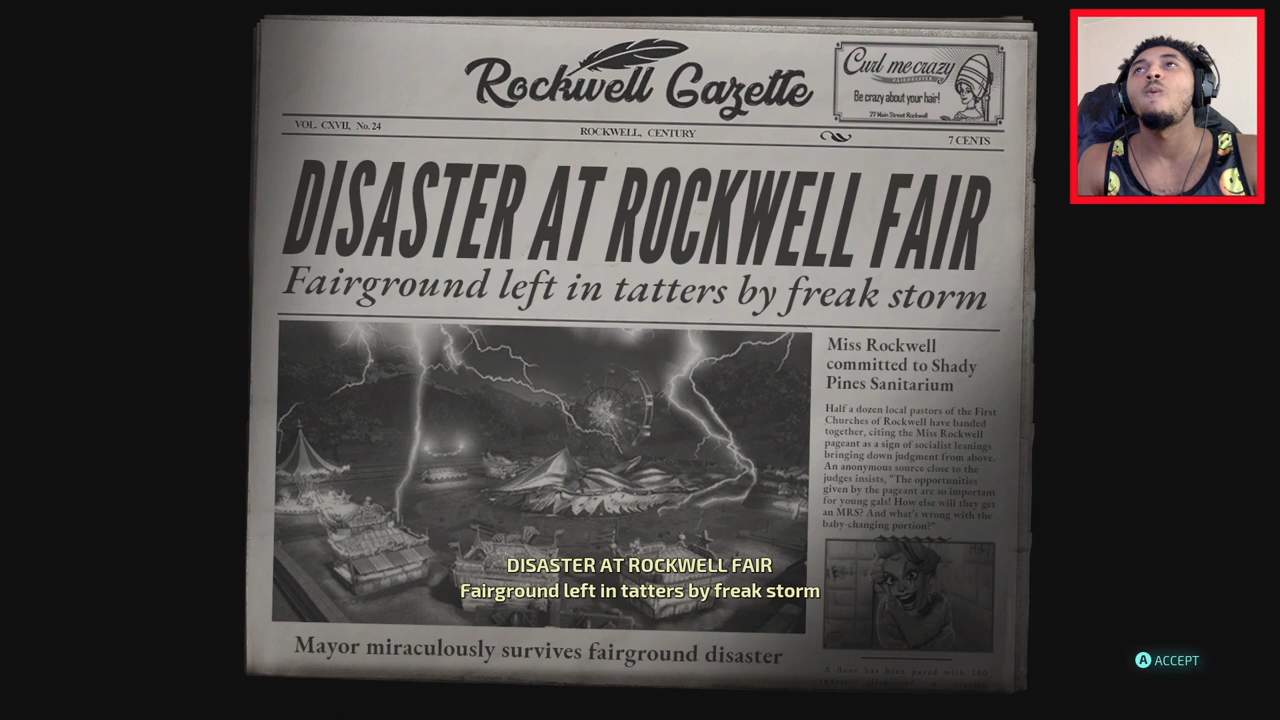 Rockwell Gazette
Curl me crazy
Be crazy about your hair!
27 Main Street Rockwell
VOL. CXVII, No. 24
ROCKWELL, CENTURY
7 CENTS
DISASTER AT ROCKWELL FAIR
Fairground left in tatters by freak storm
Miss Rockwell
committed to Shady
Pines Sanitarium
Half a dozen local pastors of the First
Churches of Rockwell have banded
together, citing the Miss Rockwell
pageant as a sign of socialist leanings
bringing down judgment from above.
An anonymous source close to the
judges insists, "The opportunities
given by the pageant are so important
for young gals! How else will they get
an MRS? And what's wrong with the
baby-changing portion?"
DISASTER AT ROCKWELL FAIR
Fairground left in tatters by freak storm
Mayor miraculously survives fairground disaster
A ACCEPT